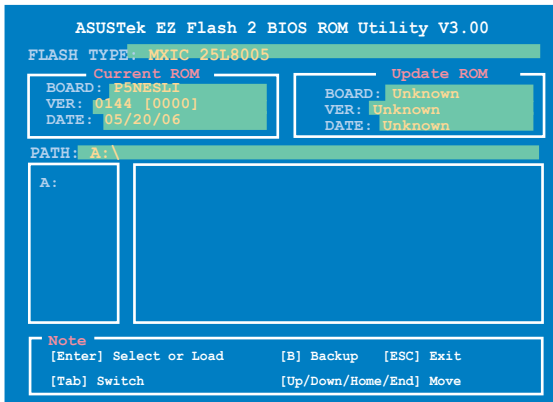 ASUSTek EZ Flash 2 BIOS ROM Utility V3.00
FLASH TYPE: MXIC 25L8005
Current ROM
BOARD: P5NESLI
VER: 0144 [0000]
DATE: 05/20/06
Update ROM
BOARD: Unknown
VER: Unknown
DATE: Unknown
PATH: A:\
A:
Note
[Enter] Select or Load [B] Backup [ESC] Exit
[Tab] Switch [Up/Down/Home/End] Move